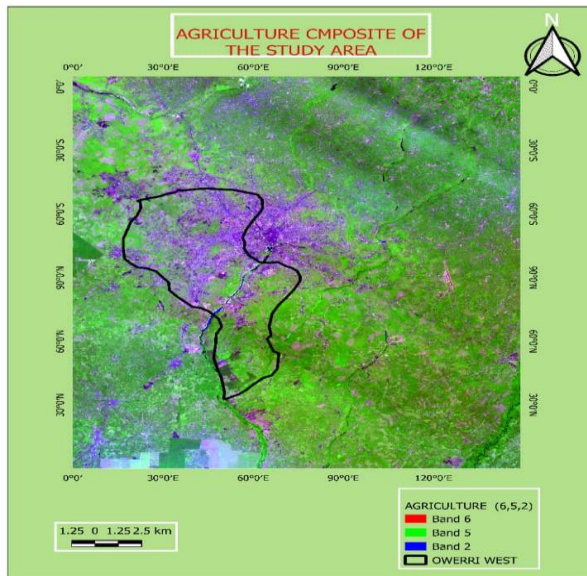 AGRICULTURE CMPOSITE OF
THE STUDY AREA
N
0°0' 30°0'E 60°0'E 90°0'E 120°0'E
0°0' 0°0'
30°0'S 30°0'S
60°0'S 60°0'S
90°0'N 90°0'N
60°0'N 60°0'N
30°0'N 30°0'N
0°0' 30°0'E 60°0'E 90°0'E 120°0'E
1.25 0 1.25 2.5 km
AGRICULTURE (6,5,2)
Band 6
Band 5
Band 2
OWERRI WEST